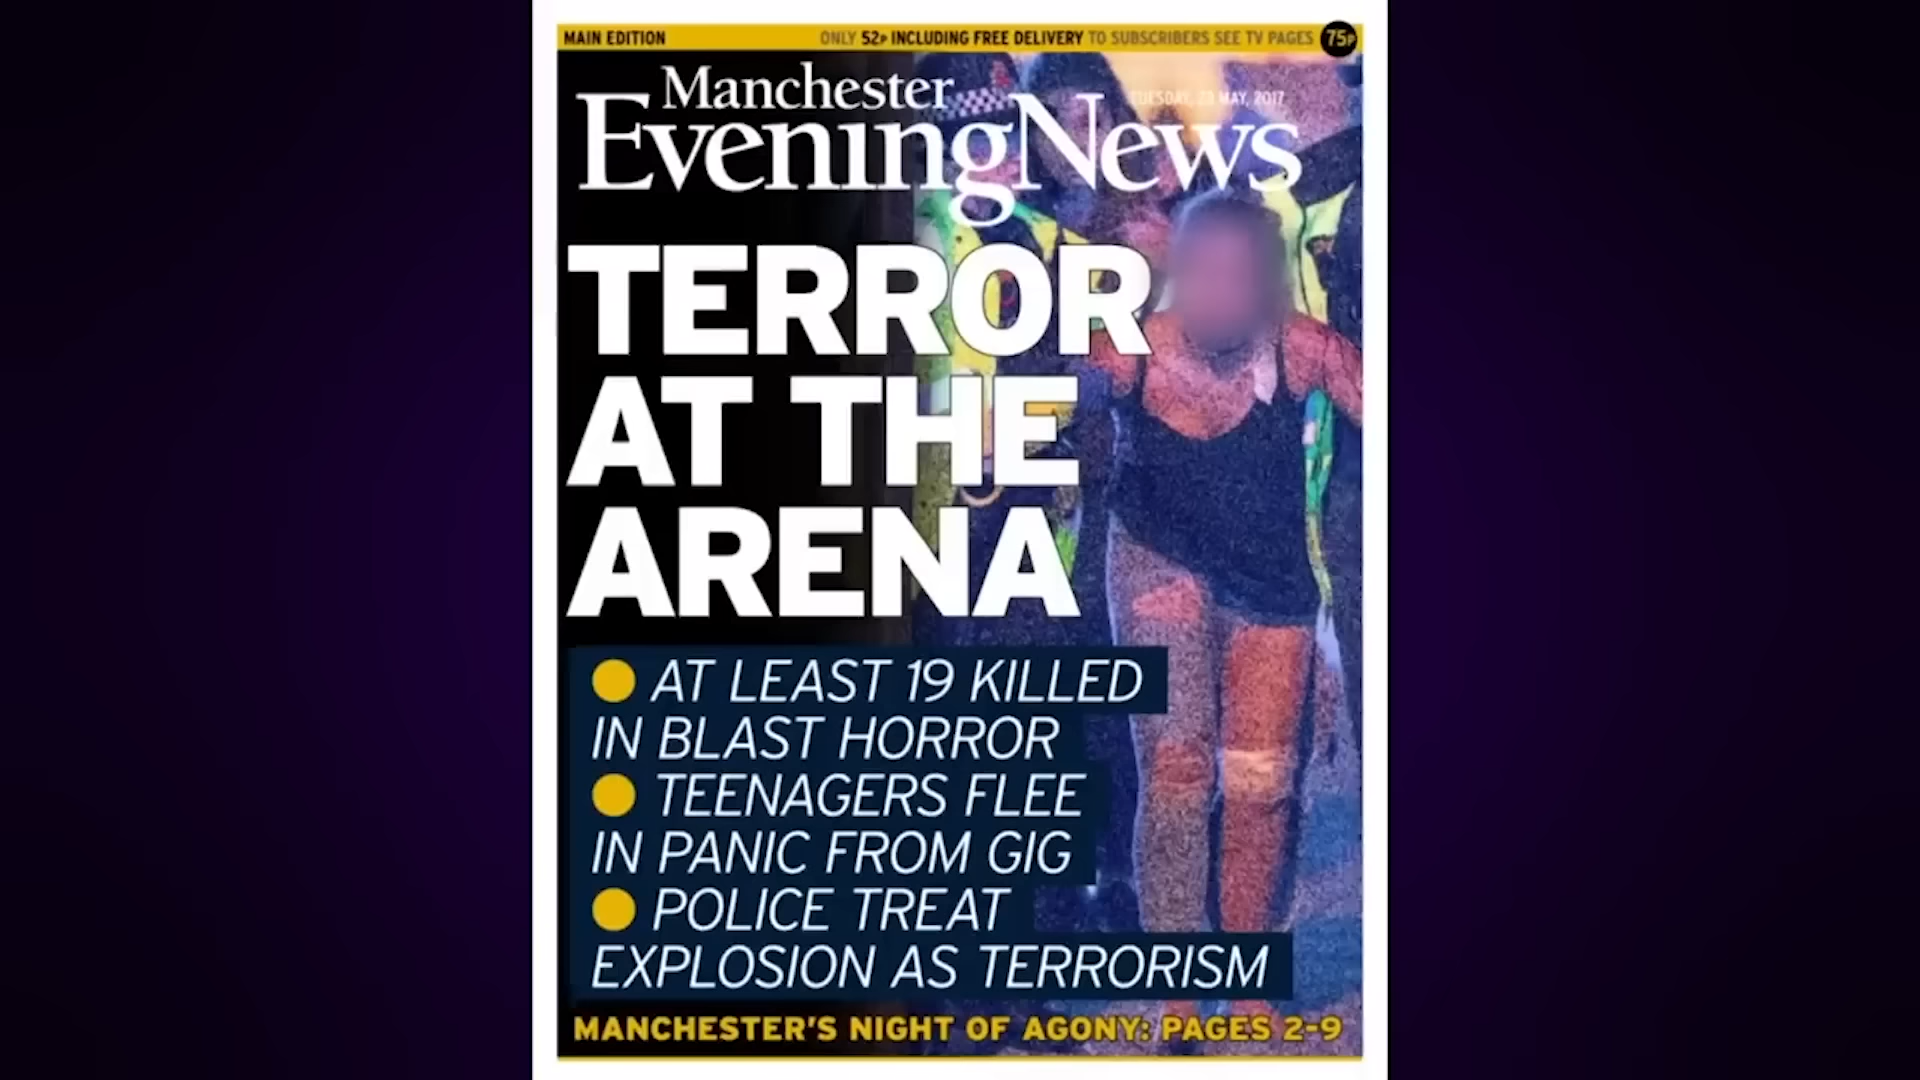 MAIN EDITION
ONLY 52P INCLUDING FREE DELIVERY TO SUBSCRIBERS SEE TV PAGES 75P
Manchester
Evening News
TUESDAY, 23 MAY, 2017
TERROR
AT THE
ARENA
● AT LEAST 19 KILLED
IN BLAST HORROR
● TEENAGERS FLEE
IN PANIC FROM GIG
● POLICE TREAT
EXPLOSION AS TERRORISM
MANCHESTER'S NIGHT OF AGONY: PAGES 2-9